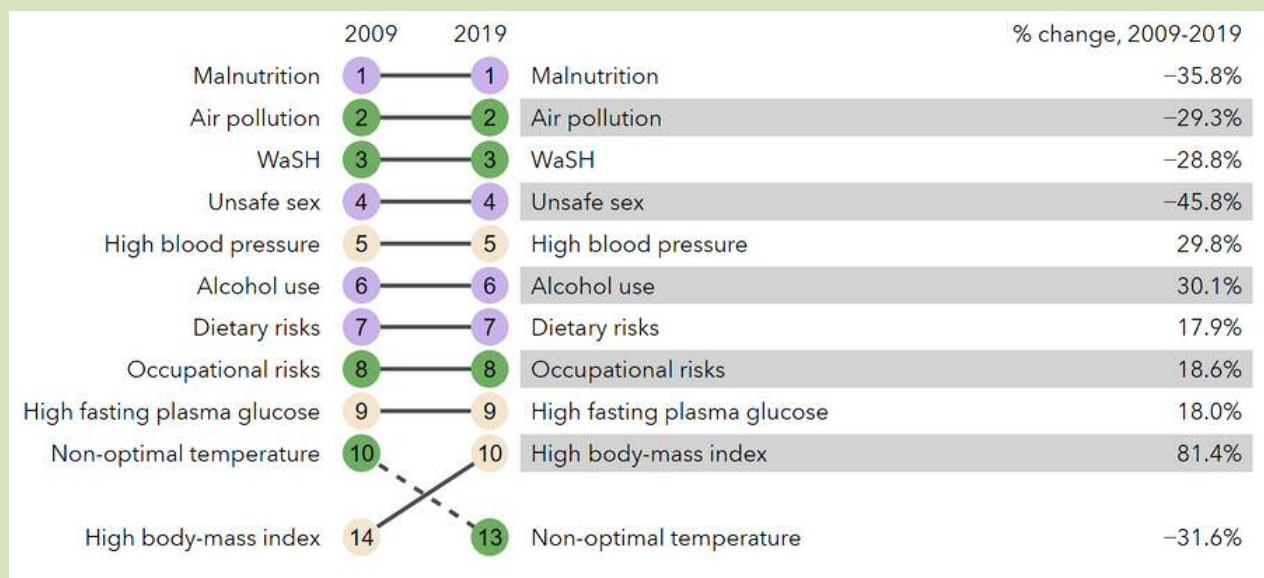 2009 2019 % change, 2009-2019
Malnutrition 1 1 Malnutrition −35.8%
Air pollution 2 2 Air pollution −29.3%
WaSH 3 3 WaSH −28.8%
Unsafe sex 4 4 Unsafe sex −45.8%
High blood pressure 5 5 High blood pressure 29.8%
Alcohol use 6 6 Alcohol use 30.1%
Dietary risks 7 7 Dietary risks 17.9%
Occupational risks 8 8 Occupational risks 18.6%
High fasting plasma glucose 9 9 High fasting plasma glucose 18.0%
Non-optimal temperature 10 10 High body-mass index 81.4%
High body-mass index 14 13 Non-optimal temperature −31.6%